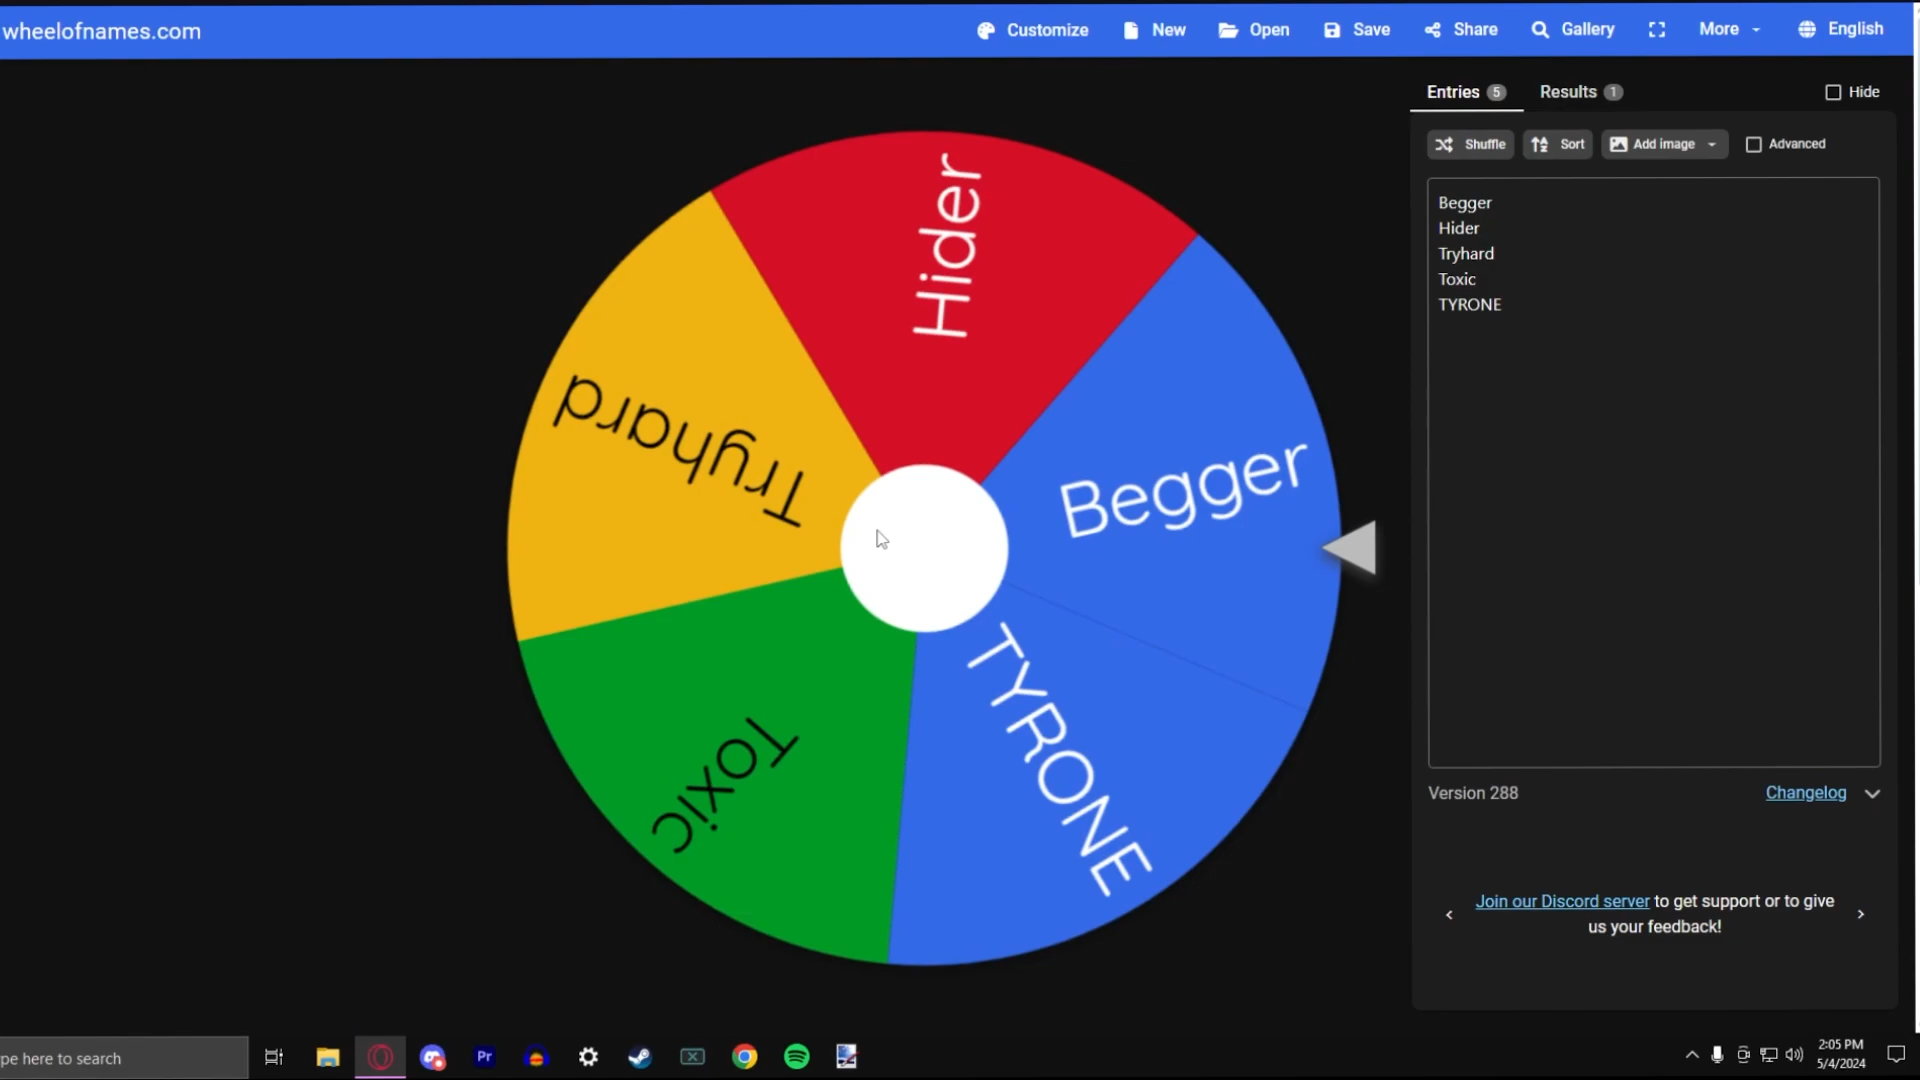 wheelofnames.com
Customize
New
Open
Save
Share
Gallery
More
English
Entries 5
Results 1
Hide
Shuffle
Sort
Add image
Advanced
Begger
Hider
Tryhard
Toxic
TYRONE
Hider
Begger
TYRONE
Toxic
Tryhard
Version 288
Changelog
Join our Discord server to get support or to give
us your feedback!
pe here to search
Pr
2:05 PM
5/4/2024